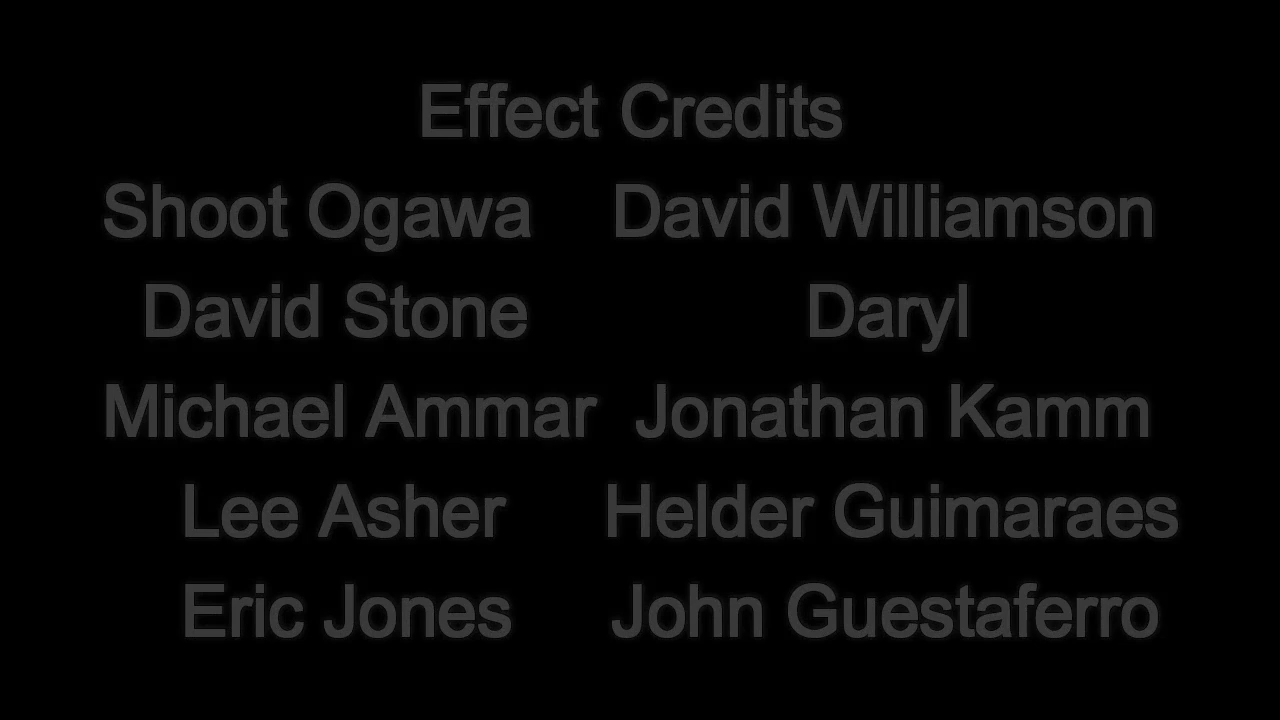 Effect Credits
Shoot Ogawa David Williamson
David Stone Daryl
Michael Ammar Jonathan Kamm
Lee Asher Helder Guimaraes
Eric Jones John Guestaferro